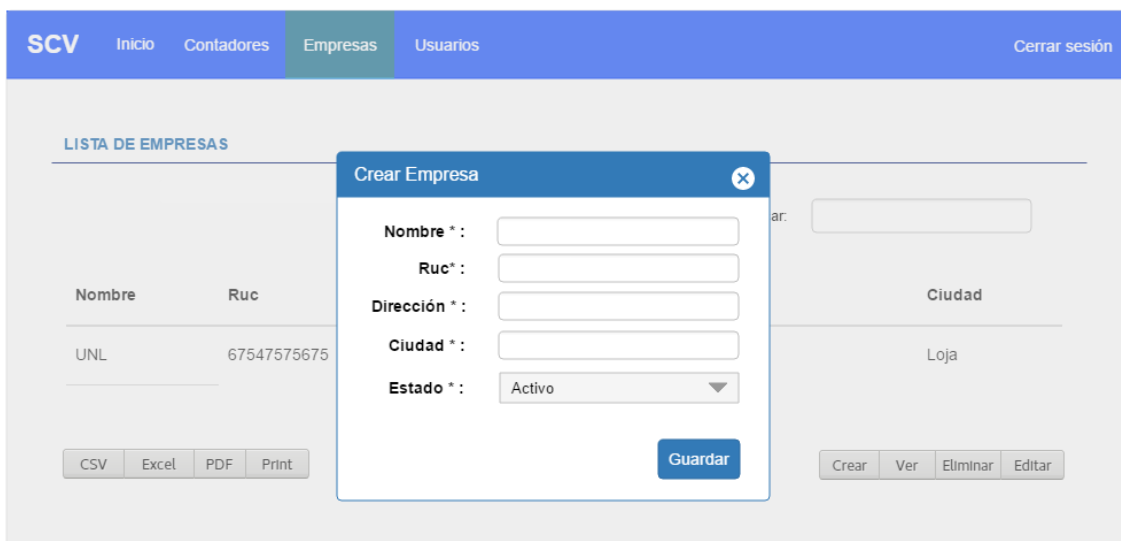 SCV Inicio Contadores Empresas Usuarios Cerrar sesión
LISTA DE EMPRESAS
Crear Empresa
Nombre * :
ar:
Ruc* :
Nombre Ruc Ciudad
Dirección * :
Ciudad * :
UNL 67547575675 Loja
Estado * : Activo
Guardar
CSV Excel PDF Print Crear Ver Eliminar Editar